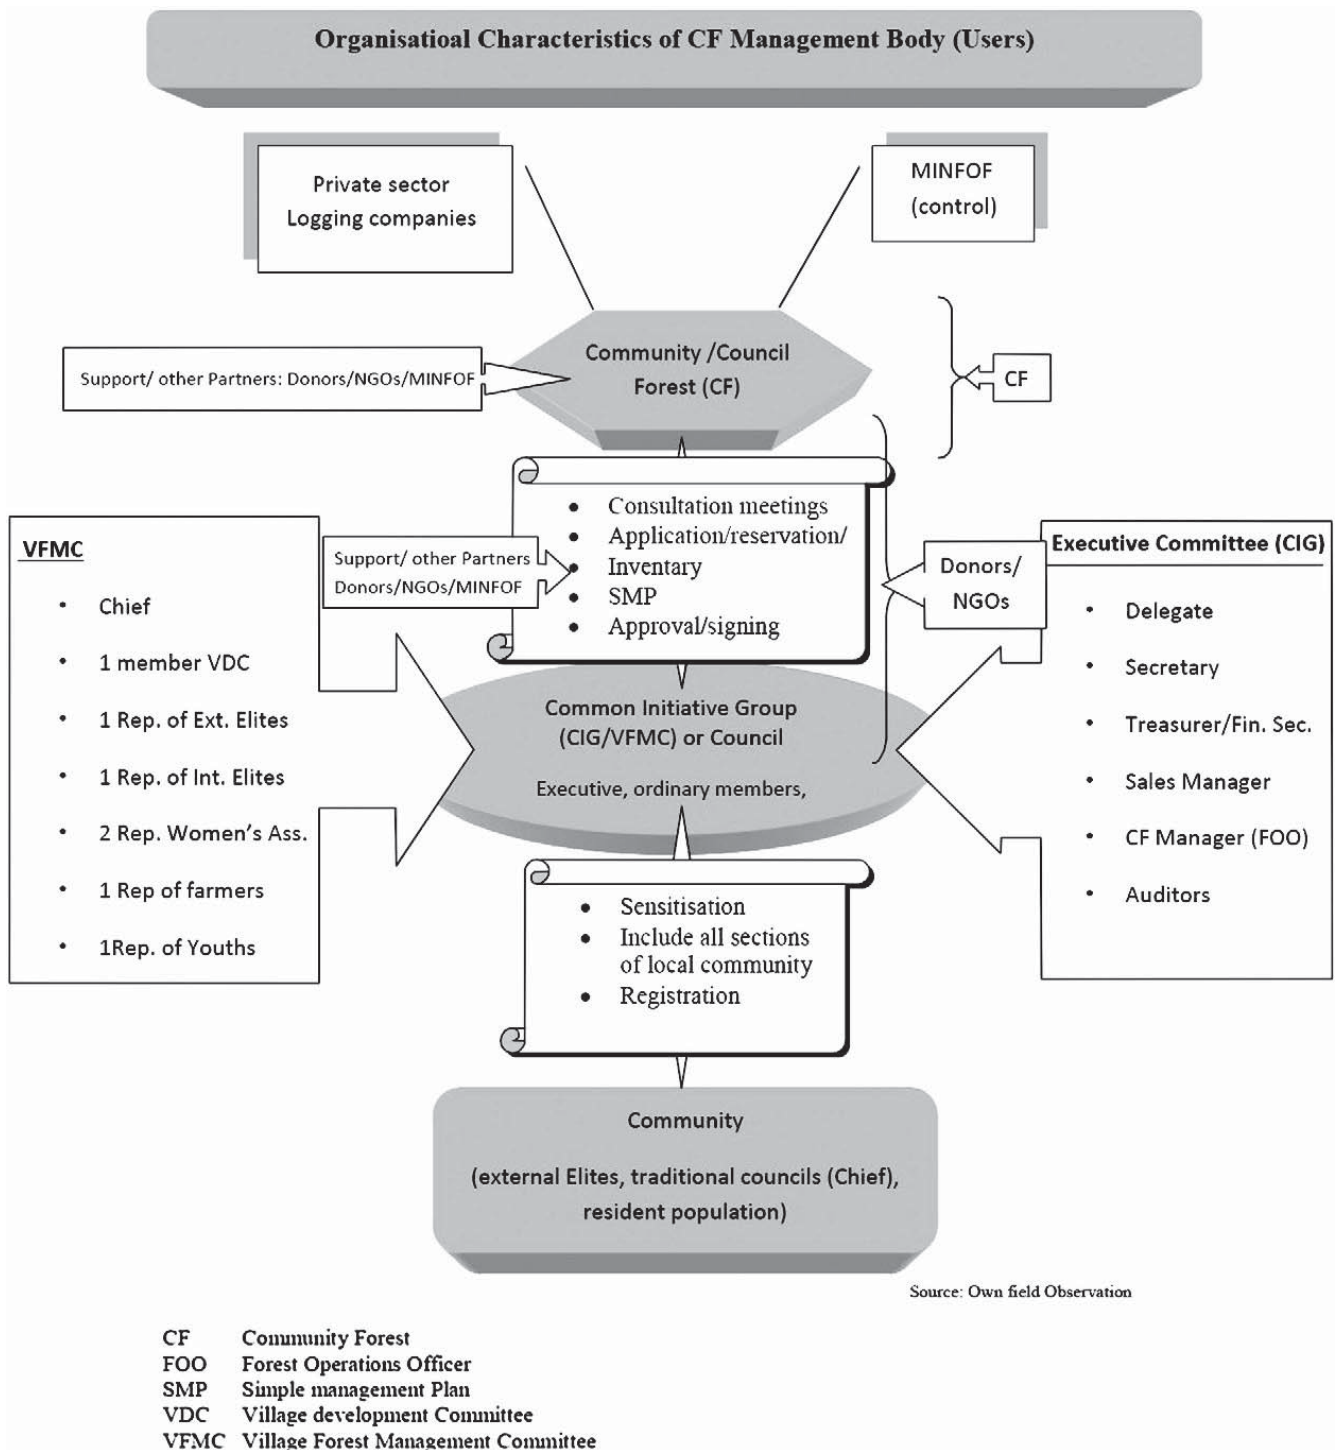 Organisatioal Characteristics of CF Management Body (Users)
Private sector
Logging companies
MINFOF
(control)
Community /Council
Forest (CF)
Support/ other Partners: Donors/NGOs/MINFOF
CF
• Consultation meetings
• Application/reservation/
• Inventary
• SMP
• Approval/signing
Support/ other Partners
Donors/NGOs/MINFOF
Donors/
NGOs
VFMC
• Chief
• 1 member VDC
• 1 Rep. of Ext. Elites
• 1 Rep. of Int. Elites
• 2 Rep. Women's Ass.
• 1 Rep of farmers
• 1Rep. of Youths
Executive Committee (CIG)
• Delegate
• Secretary
• Treasurer/Fin. Sec.
• Sales Manager
• CF Manager (FOO)
• Auditors
Common Initiative Group
(CIG/VFMC) or Council
Executive, ordinary members,
• Sensitisation
• Include all sections
of local community
• Registration
Community
(external Elites, traditional councils (Chief),
resident population)
Source: Own field Observation
CF Community Forest
FOO Forest Operations Officer
SMP Simple management Plan
VDC Village development Committee
VFMC Village Forest Management Committee